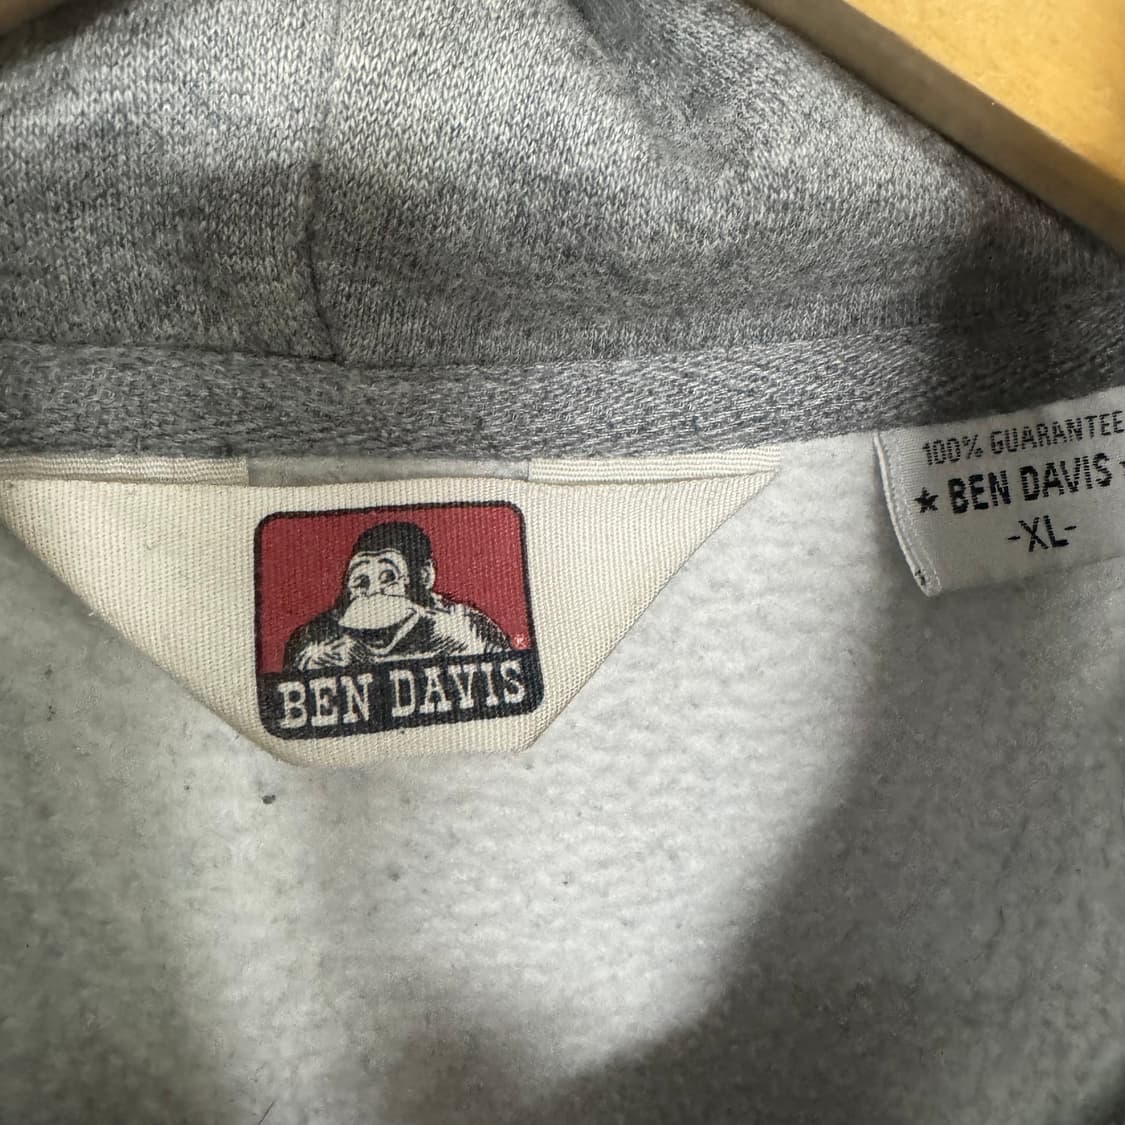 100% GUARANTEE
★ BEN DAVIS
-XL-
BEN DAVIS
®